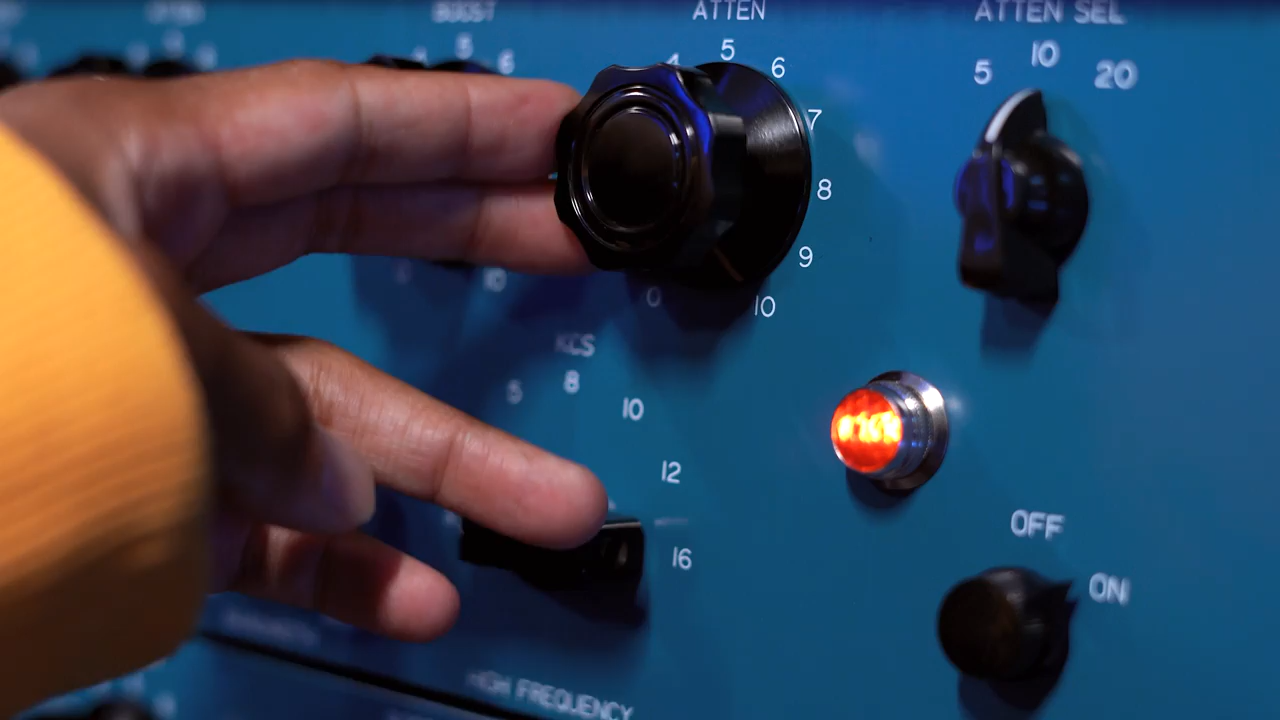 BOOST
ATTEN
ATTEN SEL
4 5 6
4 5 6 7 8 9 10
0
5 10 20
10
KCS
5 8 10 12 16
OFF
ON
HIGH FREQUENCY